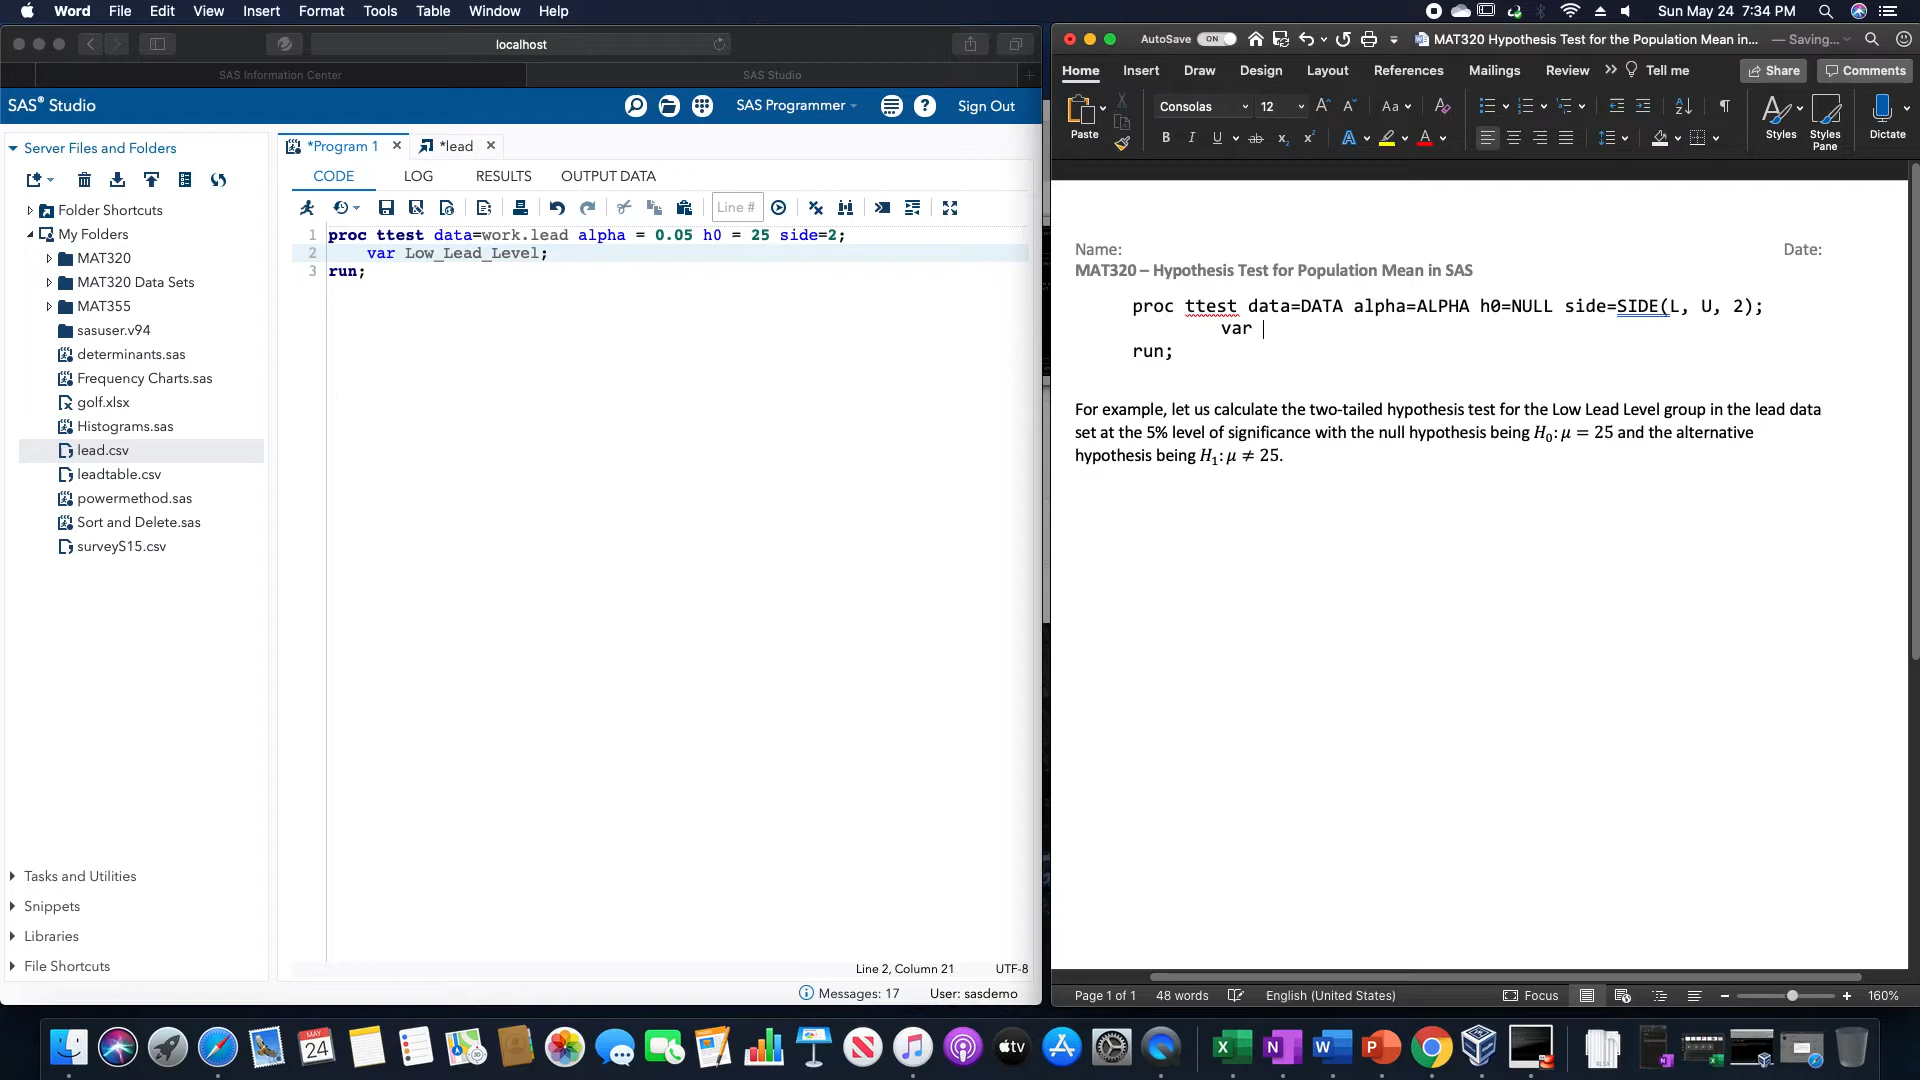 Word File Edit View Insert Format Tools Table Window Help Sun May 24 7:34 PM
localhost
SAS Information Center SAS Studio
SAS® Studio SAS Programmer Sign Out
Server Files and Folders
Folder Shortcuts
My Folders
MAT320
MAT320 Data Sets
MAT355
sasuser.v94
determinants.sas
Frequency Charts.sas
golf.xlsx
Histograms.sas
lead.csv
leadtable.csv
powermethod.sas
Sort and Delete.sas
surveyS15.csv
Tasks and Utilities
Snippets
Libraries
File Shortcuts
*Program 1 *lead
CODE LOG RESULTS OUTPUT DATA
Line #
1 proc ttest data=work.lead alpha = 0.05 h0 = 25 side=2;
2 var Low_Lead_Level;
3 run;
Line 2, Column 21 UTF-8
Messages: 17 User: sasdemo
AutoSave ON MAT320 Hypothesis Test for the Population Mean in... — Saving...
Home Insert Draw Design Layout References Mailings Review Tell me Share Comments
Paste Consolas 12 Styles Styles Pane Dictate
Name: Date:
MAT320 – Hypothesis Test for Population Mean in SAS
proc ttest data=DATA alpha=ALPHA h0=NULL side=SIDE(L, U, 2);
var
run;
For example, let us calculate the two-tailed hypothesis test for the Low Lead Level group in the lead data
set at the 5% level of significance with the null hypothesis being H₀: μ = 25 and the alternative
hypothesis being H₁: μ ≠ 25.
Page 1 of 1 48 words English (United States) Focus 160%
MAY
24
tv